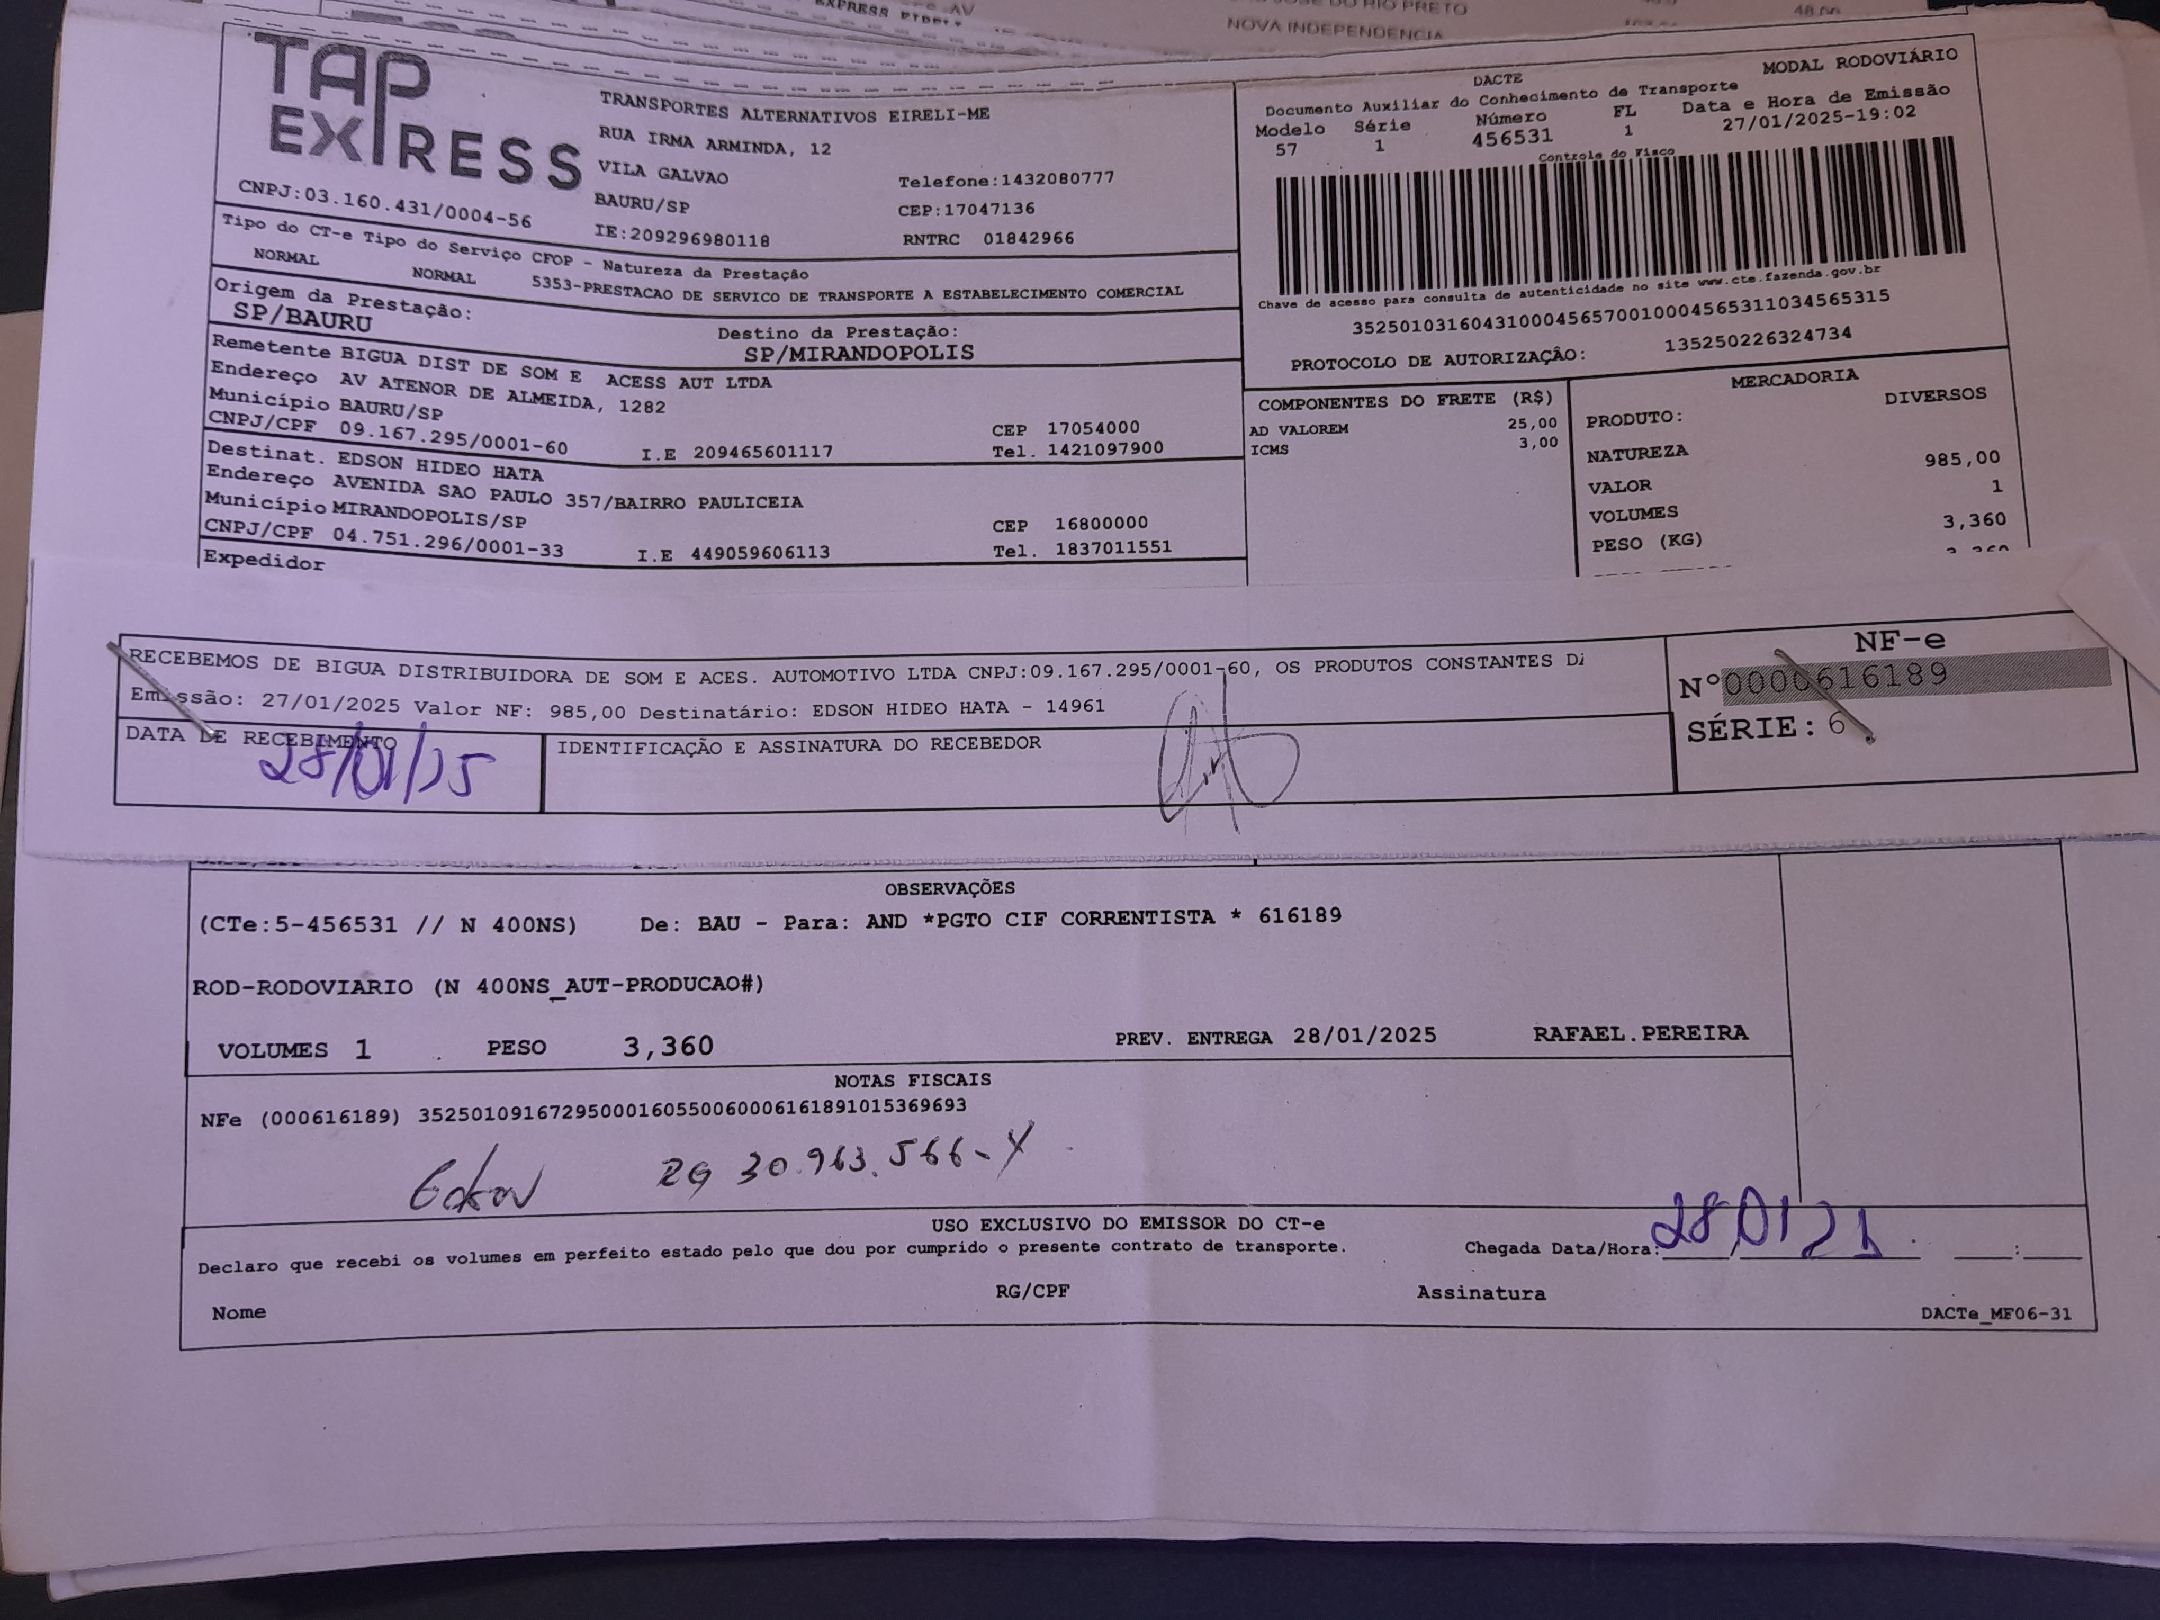 NOVA INDEPENDENCIA
TAP EXPRESS
CNPJ:03.160.431/0004-56
TRANSPORTES ALTERNATIVOS EIRELI-ME
RUA IRMA ARMINDA, 12
VILA GALVAO
BAURU/SP
IE:209296980118
Telefone:1432080777
CEP:17047136
RNTRC 01842966
DACTE
MODAL RODOVIÁRIO
Documento Auxiliar do Conhecimento de Transporte
Modelo Série Número FL Data e Hora de Emissão
57 1 456531 1 27/01/2025-19:02
Controle do Fisco
Chave de acesso para consulta de autenticidade no site www.cte.fazenda.gov.br
35250103160431000456570010004565311034565315
PROTOCOLO DE AUTORIZAÇÃO: 135250226324734
Tipo do CT-e Tipo do Serviço CFOP - Natureza da Prestação
NORMAL NORMAL 5353-PRESTACAO DE SERVICO DE TRANSPORTE A ESTABELECIMENTO COMERCIAL
Origem da Prestação: Destino da Prestação:
SP/BAURU SP/MIRANDOPOLIS
Remetente BIGUA DIST DE SOM E ACESS AUT LTDA
Endereço AV ATENOR DE ALMEIDA, 1282
Município BAURU/SP CEP 17054000
CNPJ/CPF 09.167.295/0001-60 I.E 209465601117 Tel. 1421097900
Destinat. EDSON HIDEO HATA
Endereço AVENIDA SAO PAULO 357/BAIRRO PAULICEIA
Município MIRANDOPOLIS/SP CEP 16800000
CNPJ/CPF 04.751.296/0001-33 I.E 449059606113 Tel. 1837011551
Expedidor
COMPONENTES DO FRETE (R$)
AD VALOREM 25,00
ICMS 3,00
MERCADORIA
PRODUTO: DIVERSOS
NATUREZA
VALOR 985,00
VOLUMES 1
PESO (KG) 3,360
RECEBEMOS DE BIGUA DISTRIBUIDORA DE SOM E ACES. AUTOMOTIVO LTDA CNPJ:09.167.295/0001-60, OS PRODUTOS CONSTANTES
Emissão: 27/01/2025 Valor NF: 985,00 Destinatário: EDSON HIDEO HATA - 14961
DATA DE RECEBIMENTO IDENTIFICAÇÃO E ASSINATURA DO RECEBEDOR
28/01/25
NF-e
Nº0000616189
SÉRIE: 6
OBSERVAÇÕES
(CTe:5-456531 // N 400NS) De: BAU - Para: AND *PGTO CIF CORRENTISTA * 616189
ROD-RODOVIARIO (N 400NS_AUT-PRODUCAO#)
VOLUMES 1 PESO 3,360 PREV. ENTREGA 28/01/2025 RAFAEL.PEREIRA
NOTAS FISCAIS
NFe (000616189) 35250109167295000160550060006161891015369693
Edson RG 30.963.566-X
USO EXCLUSIVO DO EMISSOR DO CT-e
Declaro que recebi os volumes em perfeito estado pelo que dou por cumprido o presente contrato de transporte. Chegada Data/Hora: 28/01/
Nome RG/CPF Assinatura
DACTe_MF06-31